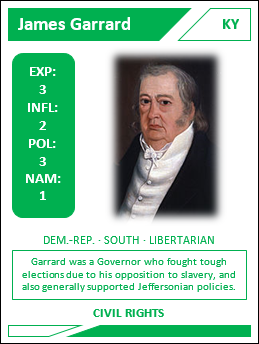 James Garrard KY
EXP:
3
INFL:
2
POL:
3
NAM:
1
DEM.-REP. · SOUTH · LIBERTARIAN
Garrard was a Governor who fought tough
elections due to his opposition to slavery, and
also generally supported Jeffersonian policies.
CIVIL RIGHTS